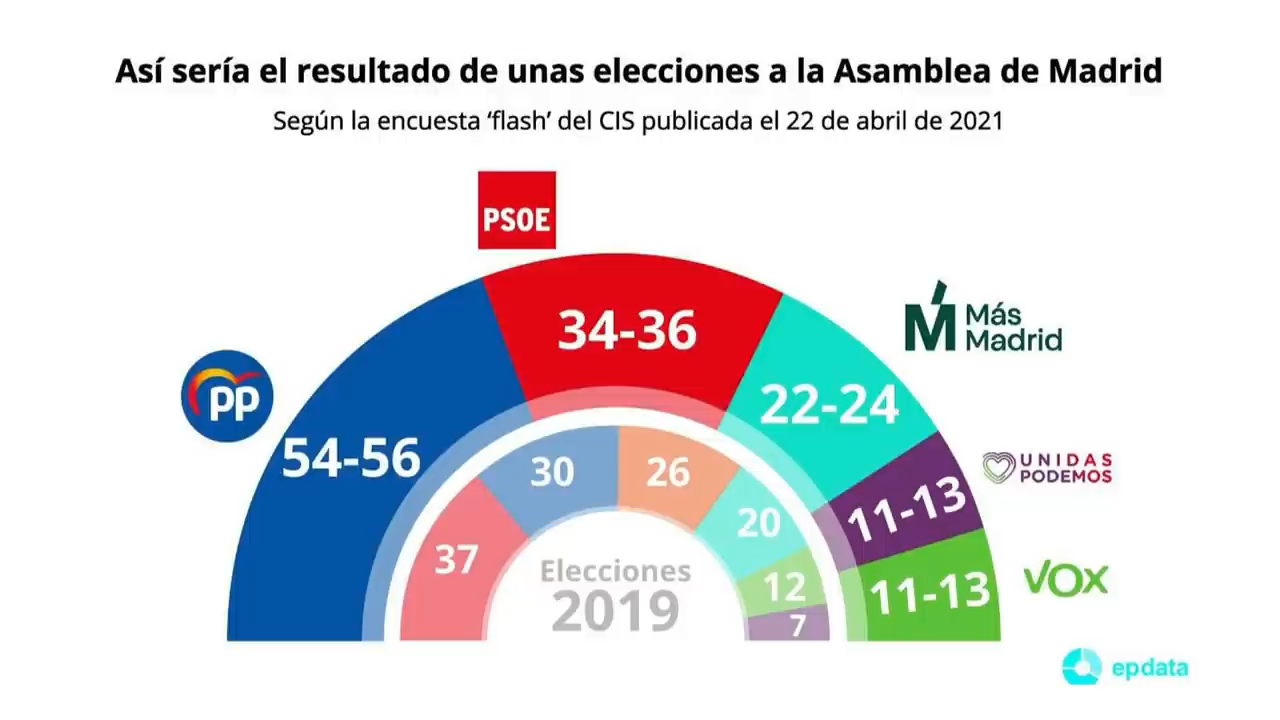 Así sería el resultado de unas elecciones a la Asamblea de Madrid
Según la encuesta ‘flash’ del CIS publicada el 22 de abril de 2021
PSOE
34-36
Más
Madrid
PP
22-24
54-56
UNIDAS
PODEMOS
30
26
11-13
20
37
Elecciones
2019
12
11-13
VOX
7
epdata